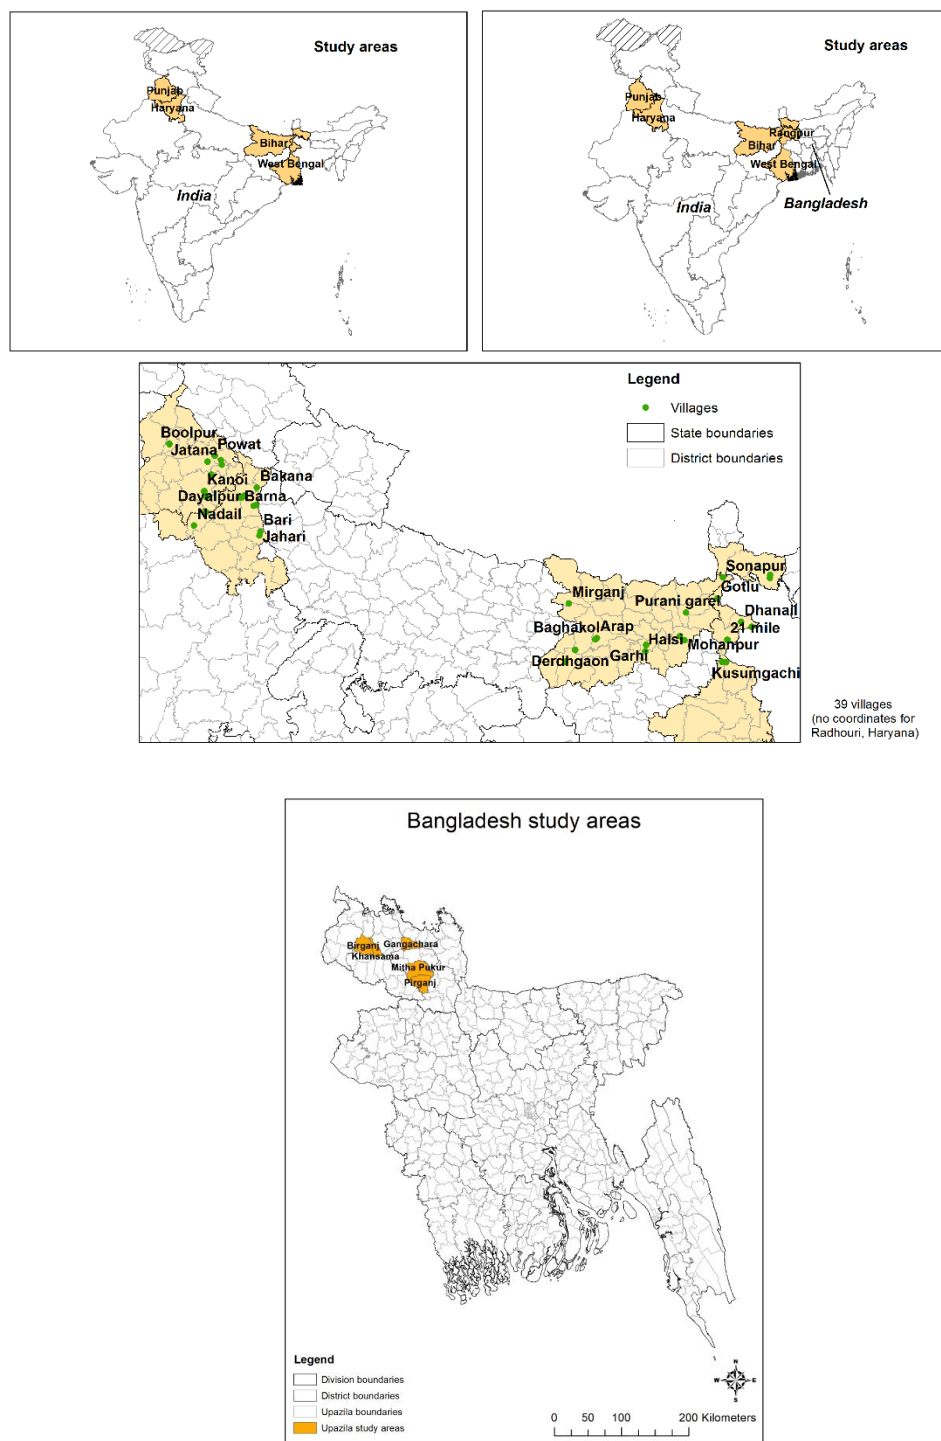 Study areas
Punjab
Haryana
Bihar
West Bengal
India
Study areas
Punjab
Haryana
Rangpur
Bihar
West Bengal
India
Bangladesh
Legend
Villages
State boundaries
District boundaries
Boolpur
Jatana Powat
Kanoi Bakana
Dayalpur Barna
Nadail
Bari
Jahari
Sonapur
Gotlu
Mirganj
Purani garel
Dhanail
Baghakol Arap
21 mile
Halsi
Mohanpur
Derdhgaon
Garhi
Kusumgachi
39 villages
(no coordinates for
Radhouri, Haryana)
Bangladesh study areas
Birganj
Gangachara
Khansama
Mitha Pukur
Pirganj
Legend
Division boundaries
District boundaries
Upazila boundaries
Upazila study areas
N
W E
S
0 50 100 200 Kilometers